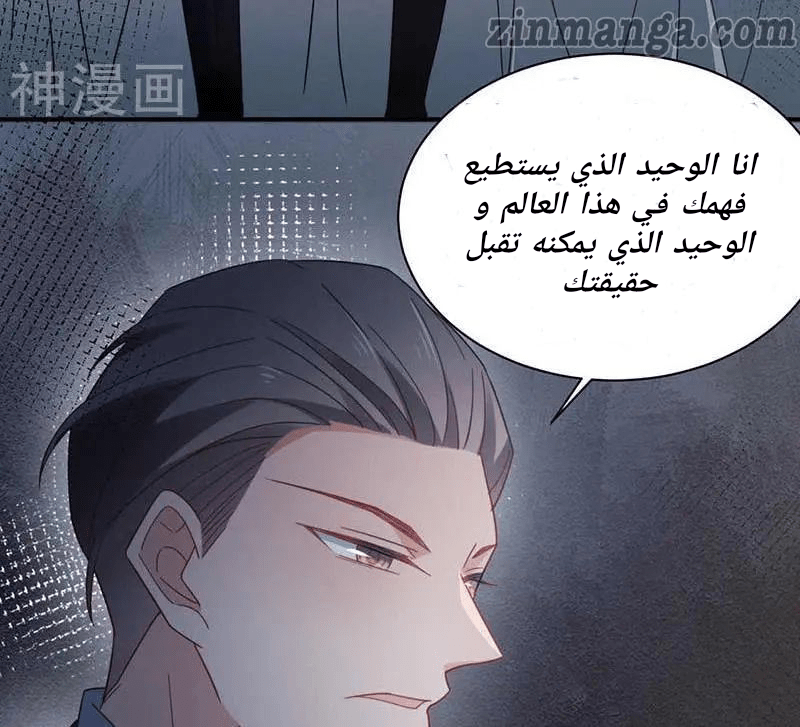 zinmanga.com
神漫画
انا الوحيد الذي يستطيع
فهمك في هذا العالم و
الوحيد الذي يمكنه تقبل
حقيقتك